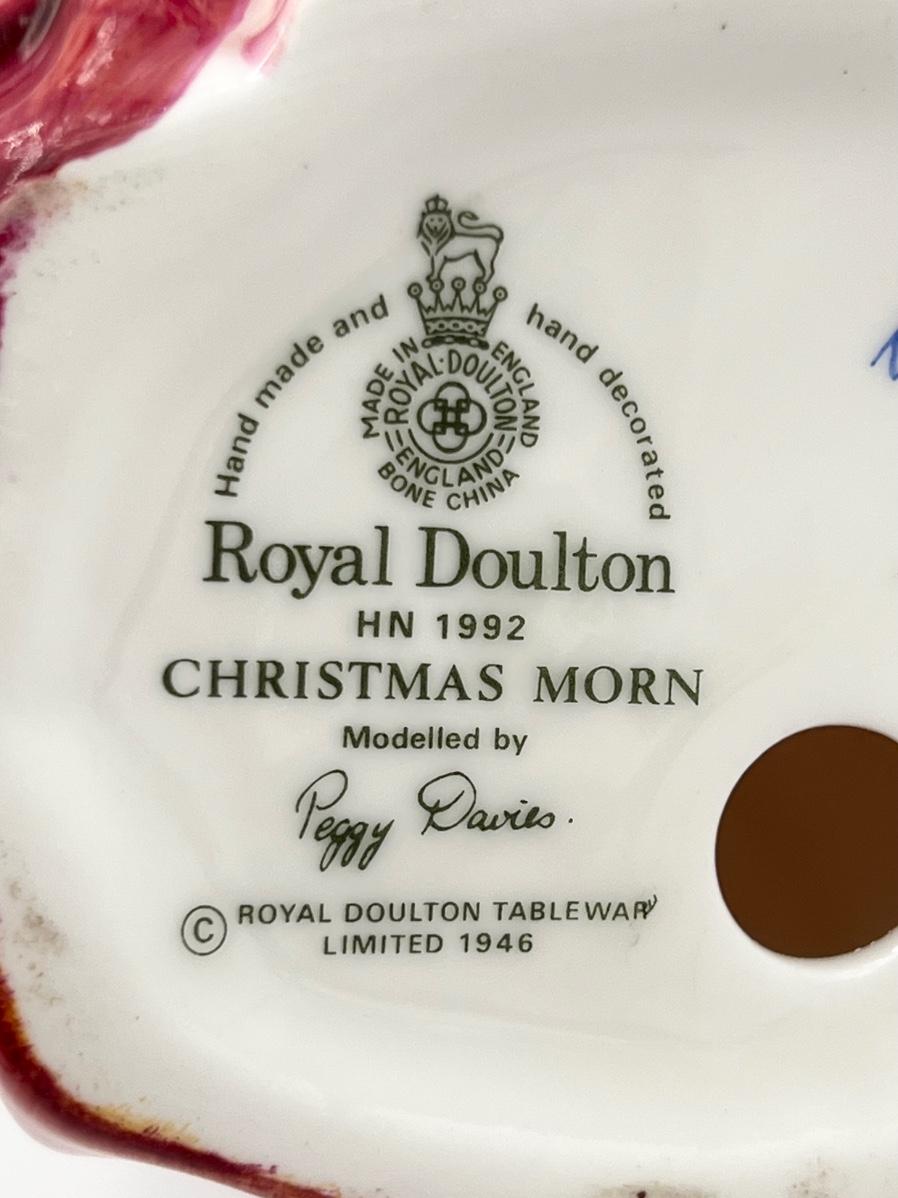 Hand made and hand decorated
MADE IN ENGLAND
ROYAL·DOULTON
ENGLAND
BONE CHINA
Royal Doulton
HN 1992
CHRISTMAS MORN
Modelled by
Peggy Davies.
© ROYAL DOULTON
LIMITED 1946